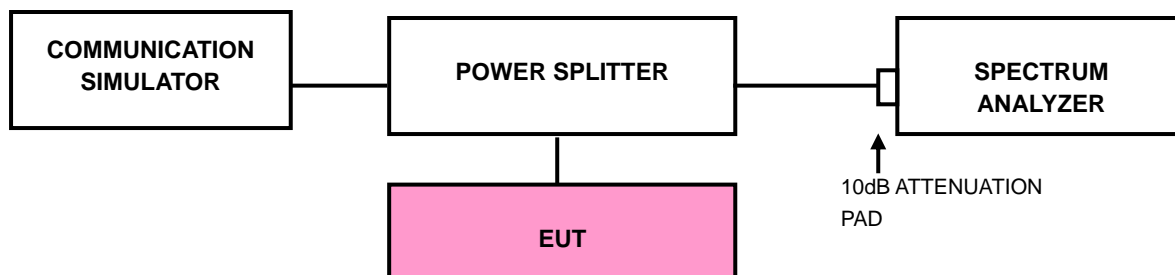 COMMUNICATION
SIMULATOR
POWER SPLITTER
SPECTRUM
ANALYZER
10dB ATTENUATION
PAD
EUT